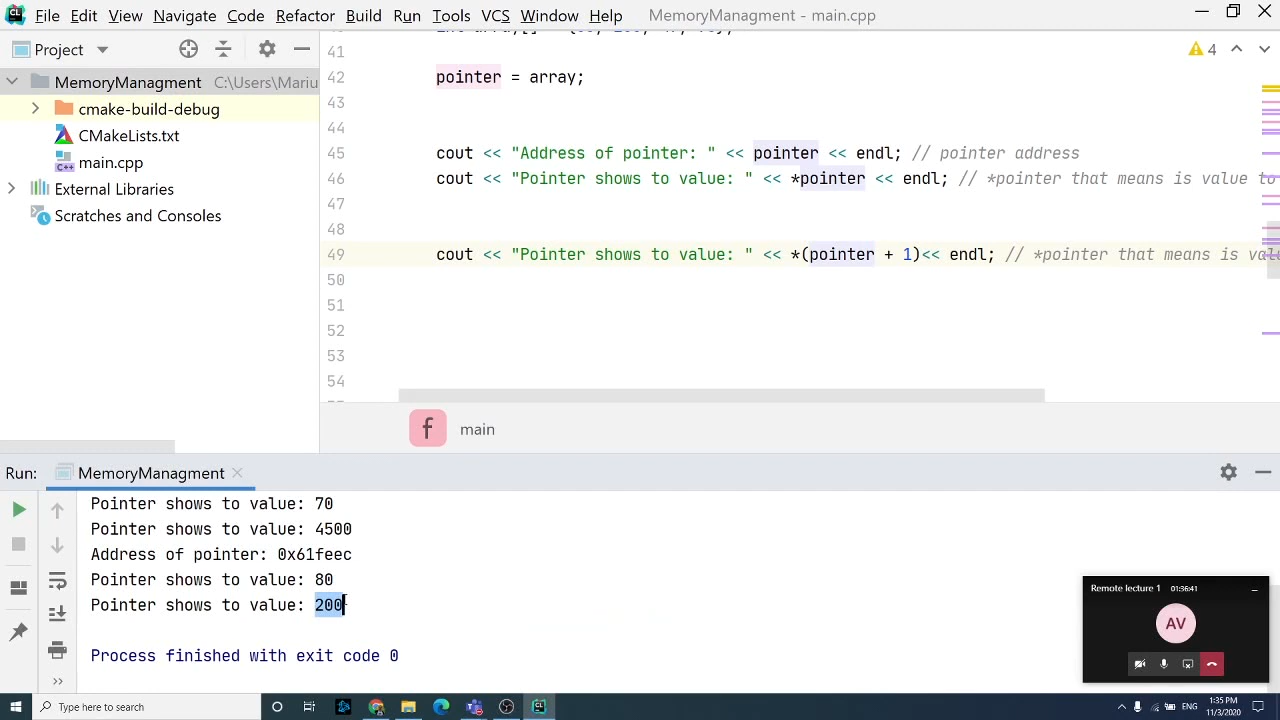 File Edit View Navigate Code Refactor Build Run Tools VCS Window Help MemoryManagment - main.cpp
Project
4
41
MemoryManagment C:\Users\Mariu
42 pointer = array;
cmake-build-debug
43
CMakeLists.txt
44
main.cpp
45 cout << "Address of pointer: " << pointer << endl; // pointer address
External Libraries
46 cout << "Pointer shows to value: " << *pointer << endl; // *pointer that means is value to
Scratches and Consoles
47
48
49 cout << "Pointer shows to value: " << *(pointer + 1)<< endl; // *pointer that means is val
50
51
52
53
54
f main
Run: MemoryManagment
Pointer shows to value: 70
Pointer shows to value: 4500
Address of pointer: 0x61feec
Pointer shows to value: 80
Pointer shows to value: 200
Process finished with exit code 0
Remote lecture 1 01:36:41
AV
Type here to search
ENG
1:35 PM
11/3/2020